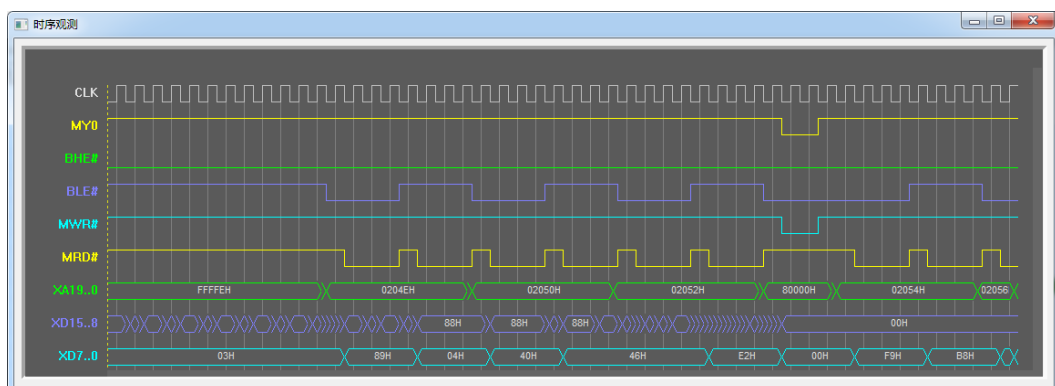 时序观测
CLK
MY0
BHE#
BLE#
MWR#
MRD#
XA19..0 FFFFEH 0204EH 02050H 02052H 80000H 02054H 02056
XD15..8 88H 88H 88H 00H
XD7..0 03H 89H 04H 40H 46H E2H 00H F9H B8H